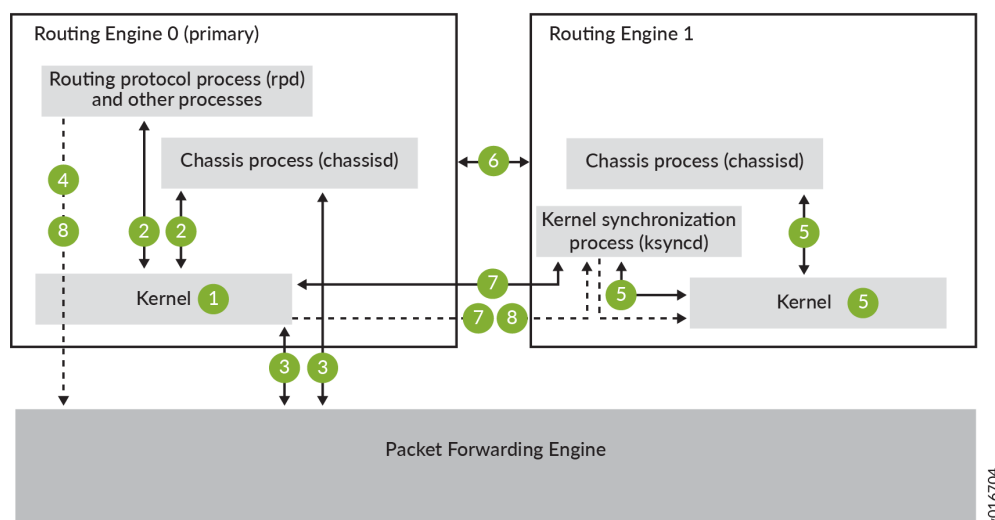 Routing Engine 0 (primary)
Routing protocol process (rpd)
and other processes
Chassis process (chassisd)
4
8
2
2
Kernel 1
6
Routing Engine 1
Chassis process (chassisd)
Kernel synchronization
process (ksyncd)
5
7
5
7 8
Kernel 5
3
3
Packet Forwarding Engine